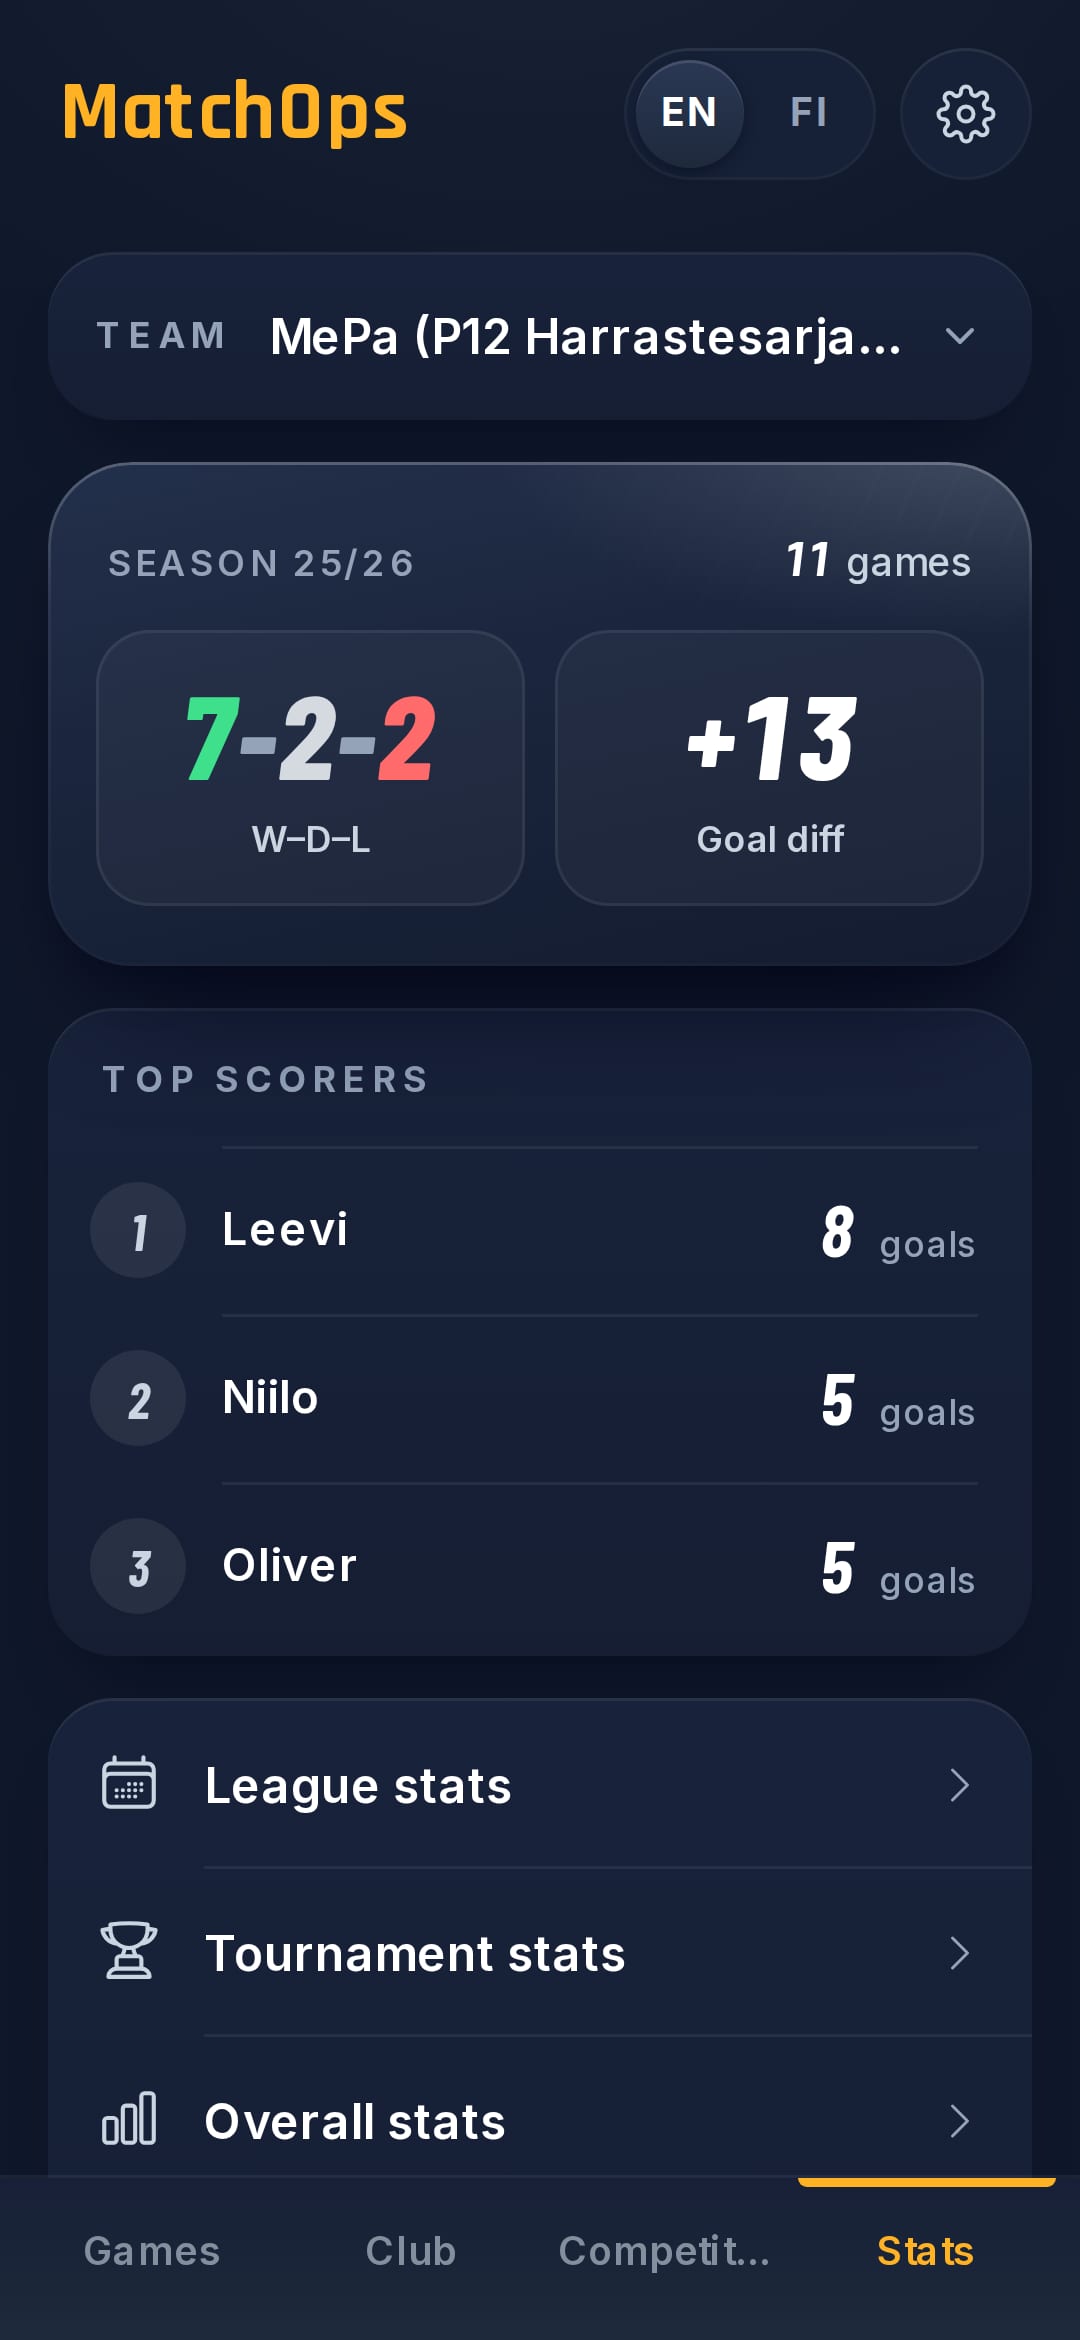 MatchOps
EN FI
TEAM MePa (P12 Harrastesarja...
SEASON 25/26
11 games
7-2-2
W–D–L
+13
Goal diff
TOP SCORERS
1 Leevi 8 goals
2 Niilo 5 goals
3 Oliver 5 goals
League stats
Tournament stats
Overall stats
Games Club Competit... Stats